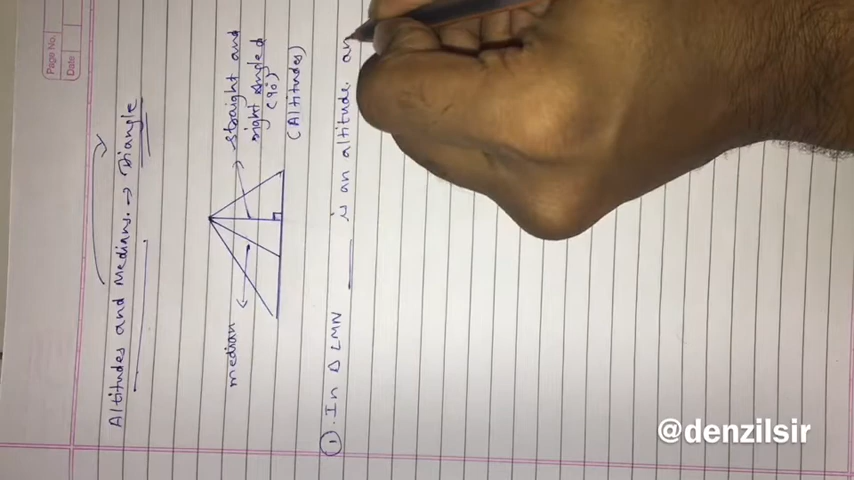 Page No.
Date
Altitudes and Medians. → Triangle
straight and
right angled
(90°)
(Altitudes)
median
① . In Δ LMN ____ is an altitude an
@denzilsir